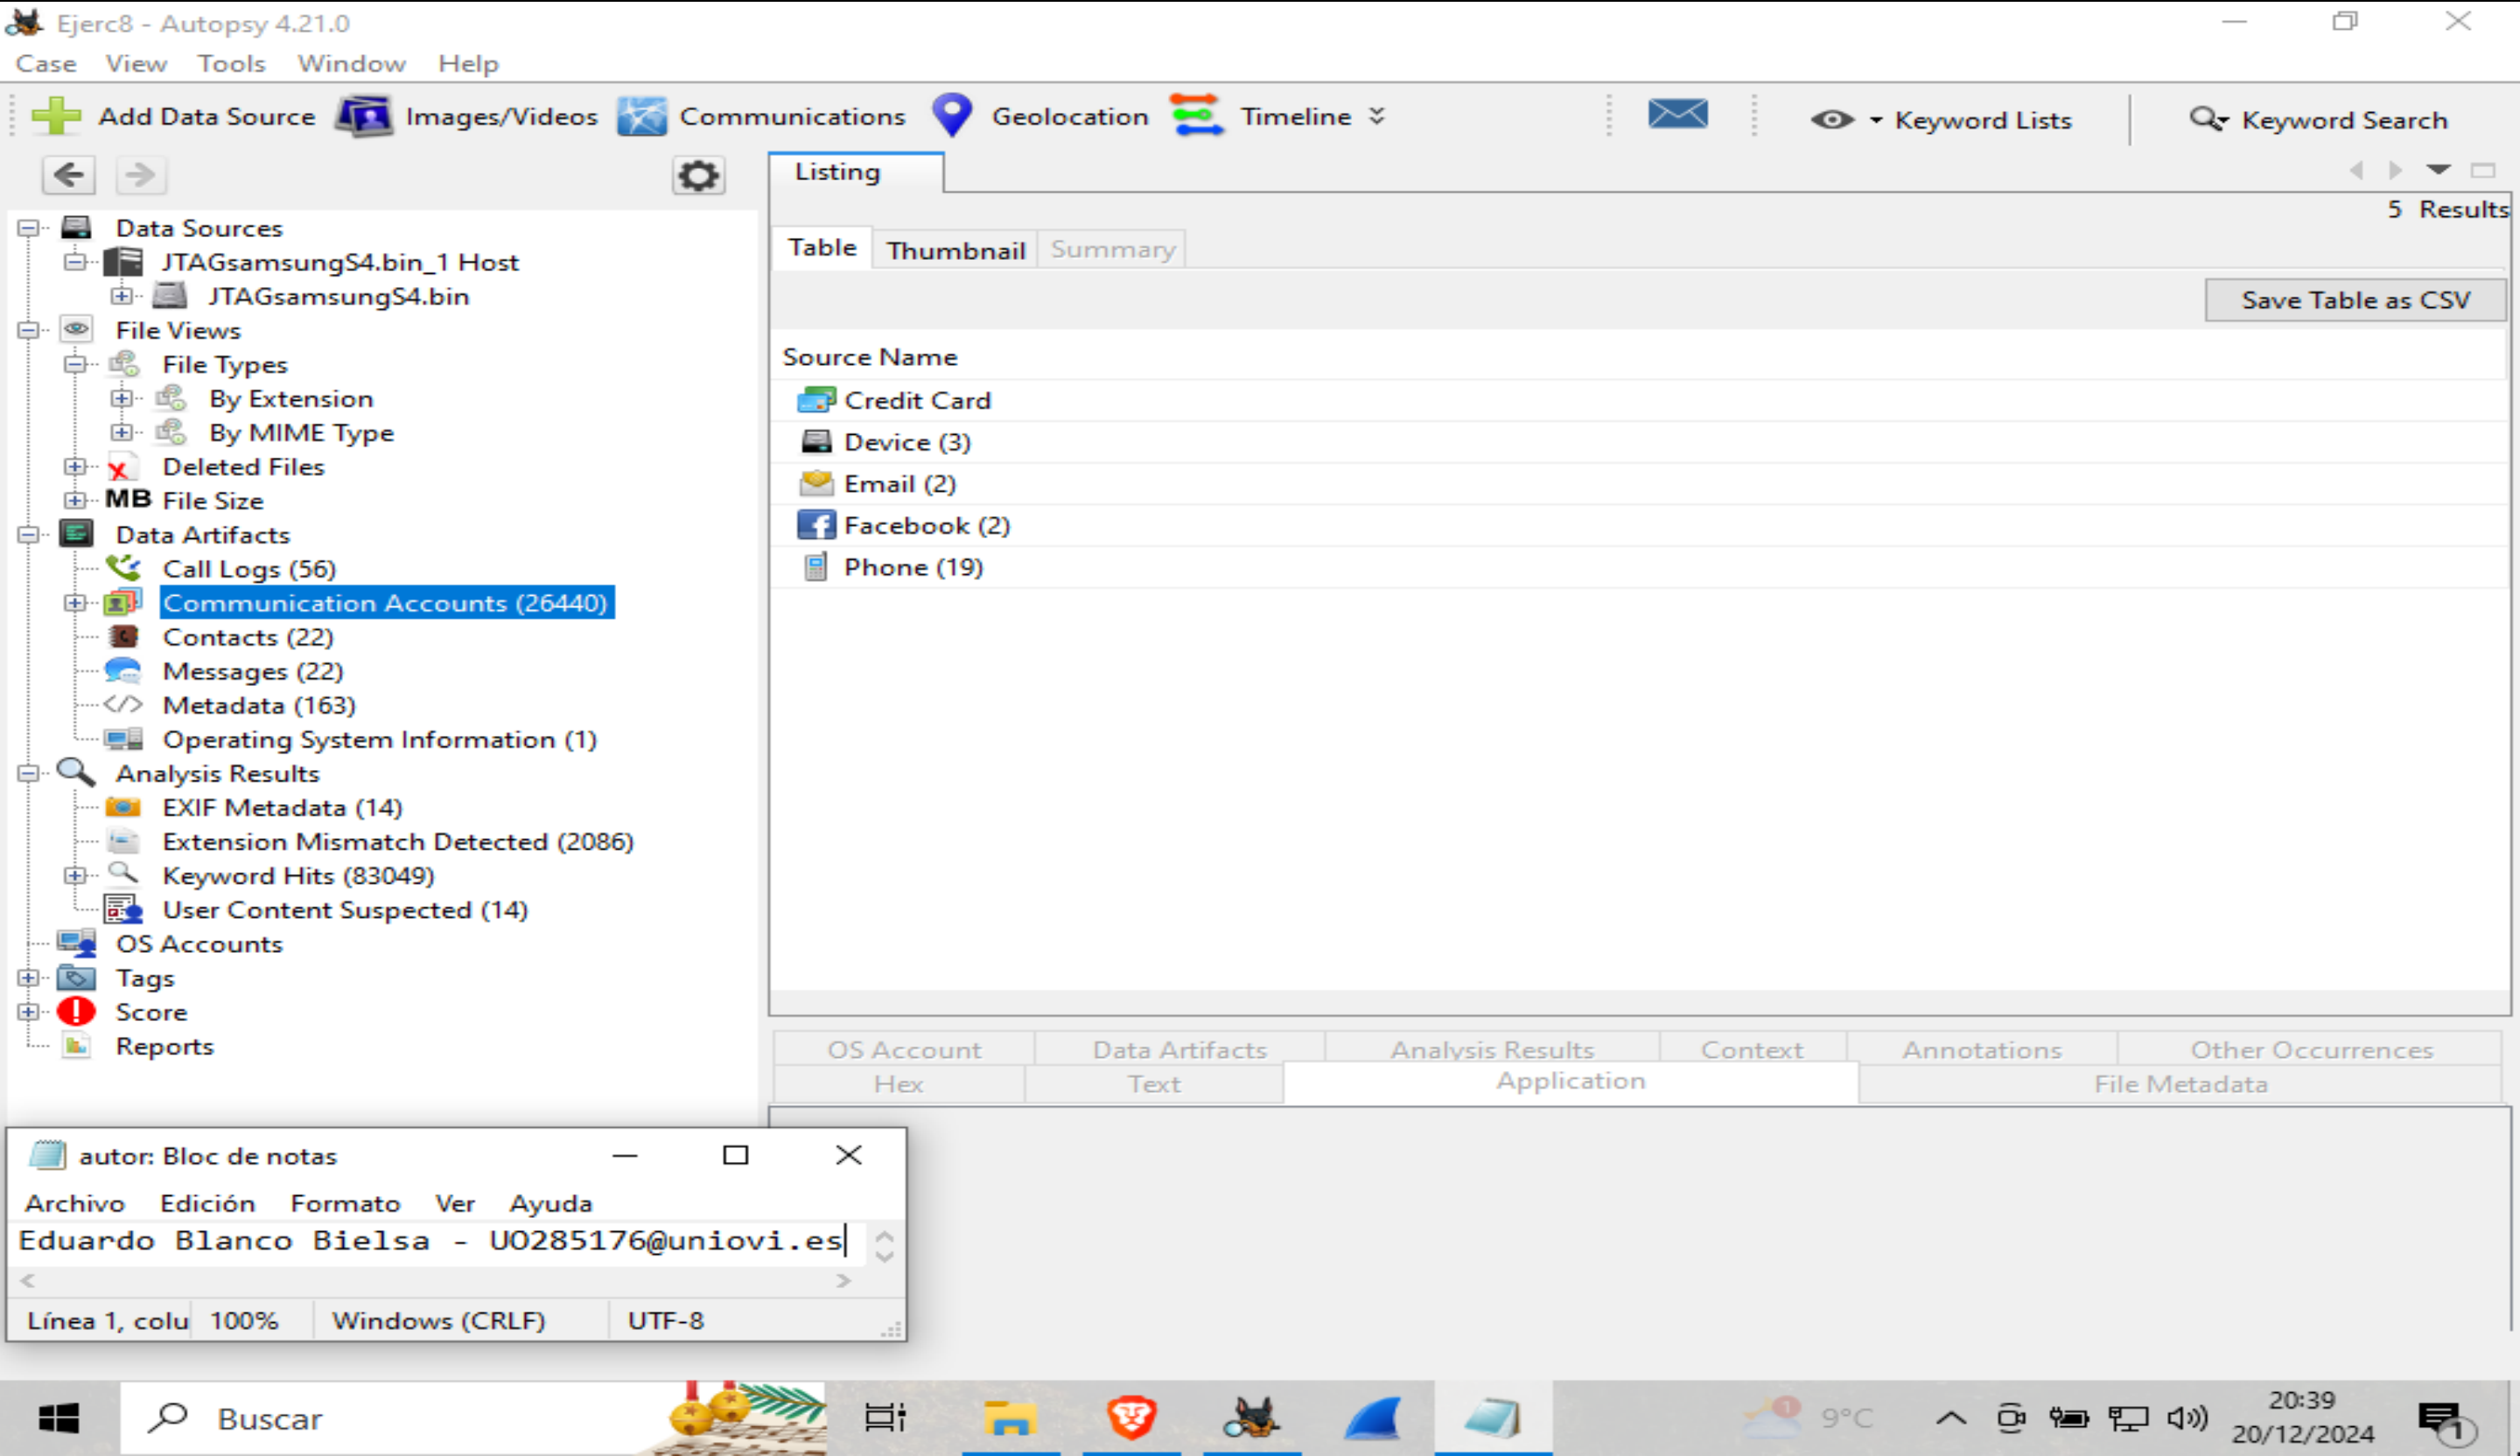 Ejerc8 - Autopsy 4.21.0
Case View Tools Window Help
Add Data Source Images/Videos Communications Geolocation Timeline Keyword Lists Keyword Search
Listing
5 Results
Table Thumbnail Summary
Save Table as CSV
Source Name
Credit Card
Device (3)
Email (2)
Facebook (2)
Phone (19)
Data Sources
JTAGsamsungS4.bin_1 Host
JTAGsamsungS4.bin
File Views
File Types
By Extension
By MIME Type
Deleted Files
MB File Size
Data Artifacts
Call Logs (56)
Communication Accounts (26440)
Contacts (22)
Messages (22)
Metadata (163)
Operating System Information (1)
Analysis Results
EXIF Metadata (14)
Extension Mismatch Detected (2086)
Keyword Hits (83049)
User Content Suspected (14)
OS Accounts
Tags
Score
Reports
OS Account Data Artifacts Analysis Results Context Annotations Other Occurrences
Hex Text Application File Metadata
autor: Bloc de notas
Archivo Edición Formato Ver Ayuda
Eduardo Blanco Bielsa - UO285176@uniovi.es
Línea 1, colu 100% Windows (CRLF) UTF-8
Buscar
1
9°C
20:39
20/12/2024
1